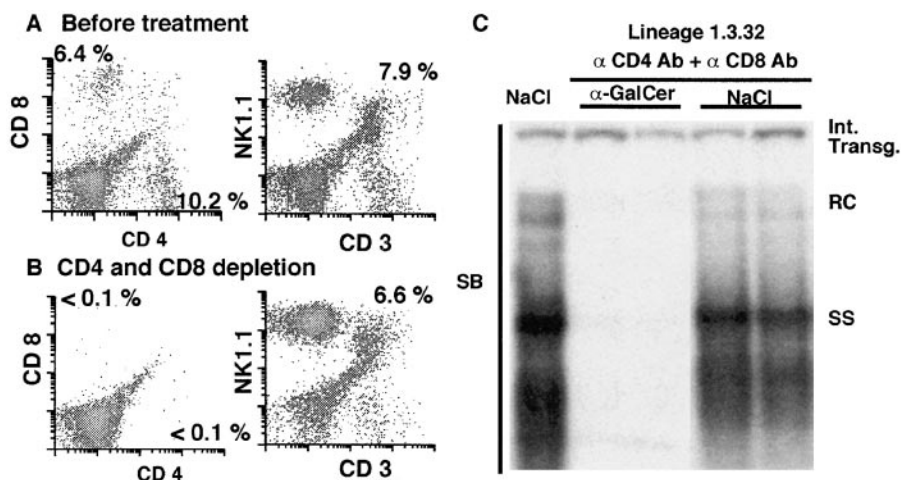 A Before treatment
6.4 %
CD 8
10.2 %
CD 4
7.9 %
NK1.1
CD 3
B CD4 and CD8 depletion
< 0.1 %
CD 8
< 0.1 %
CD 4
6.6 %
NK1.1
CD 3
C
Lineage 1.3.32
α CD4 Ab + α CD8 Ab
NaCl α-GalCer NaCl
Int.
Transg.
RC
SB
SS